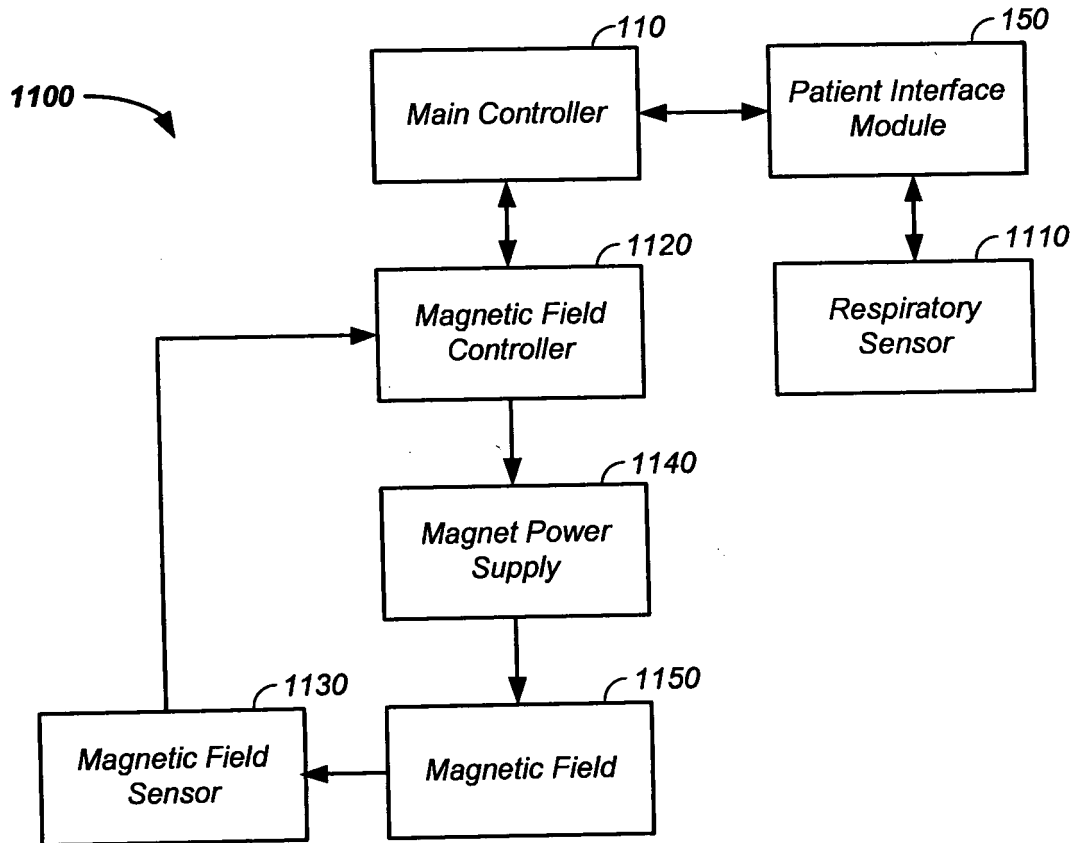 110
150
1100
Main Controller
Patient Interface
Module
1120
1110
Magnetic Field
Controller
Respiratory
Sensor
1140
Magnet Power
Supply
1130
1150
Magnetic Field
Sensor
Magnetic Field